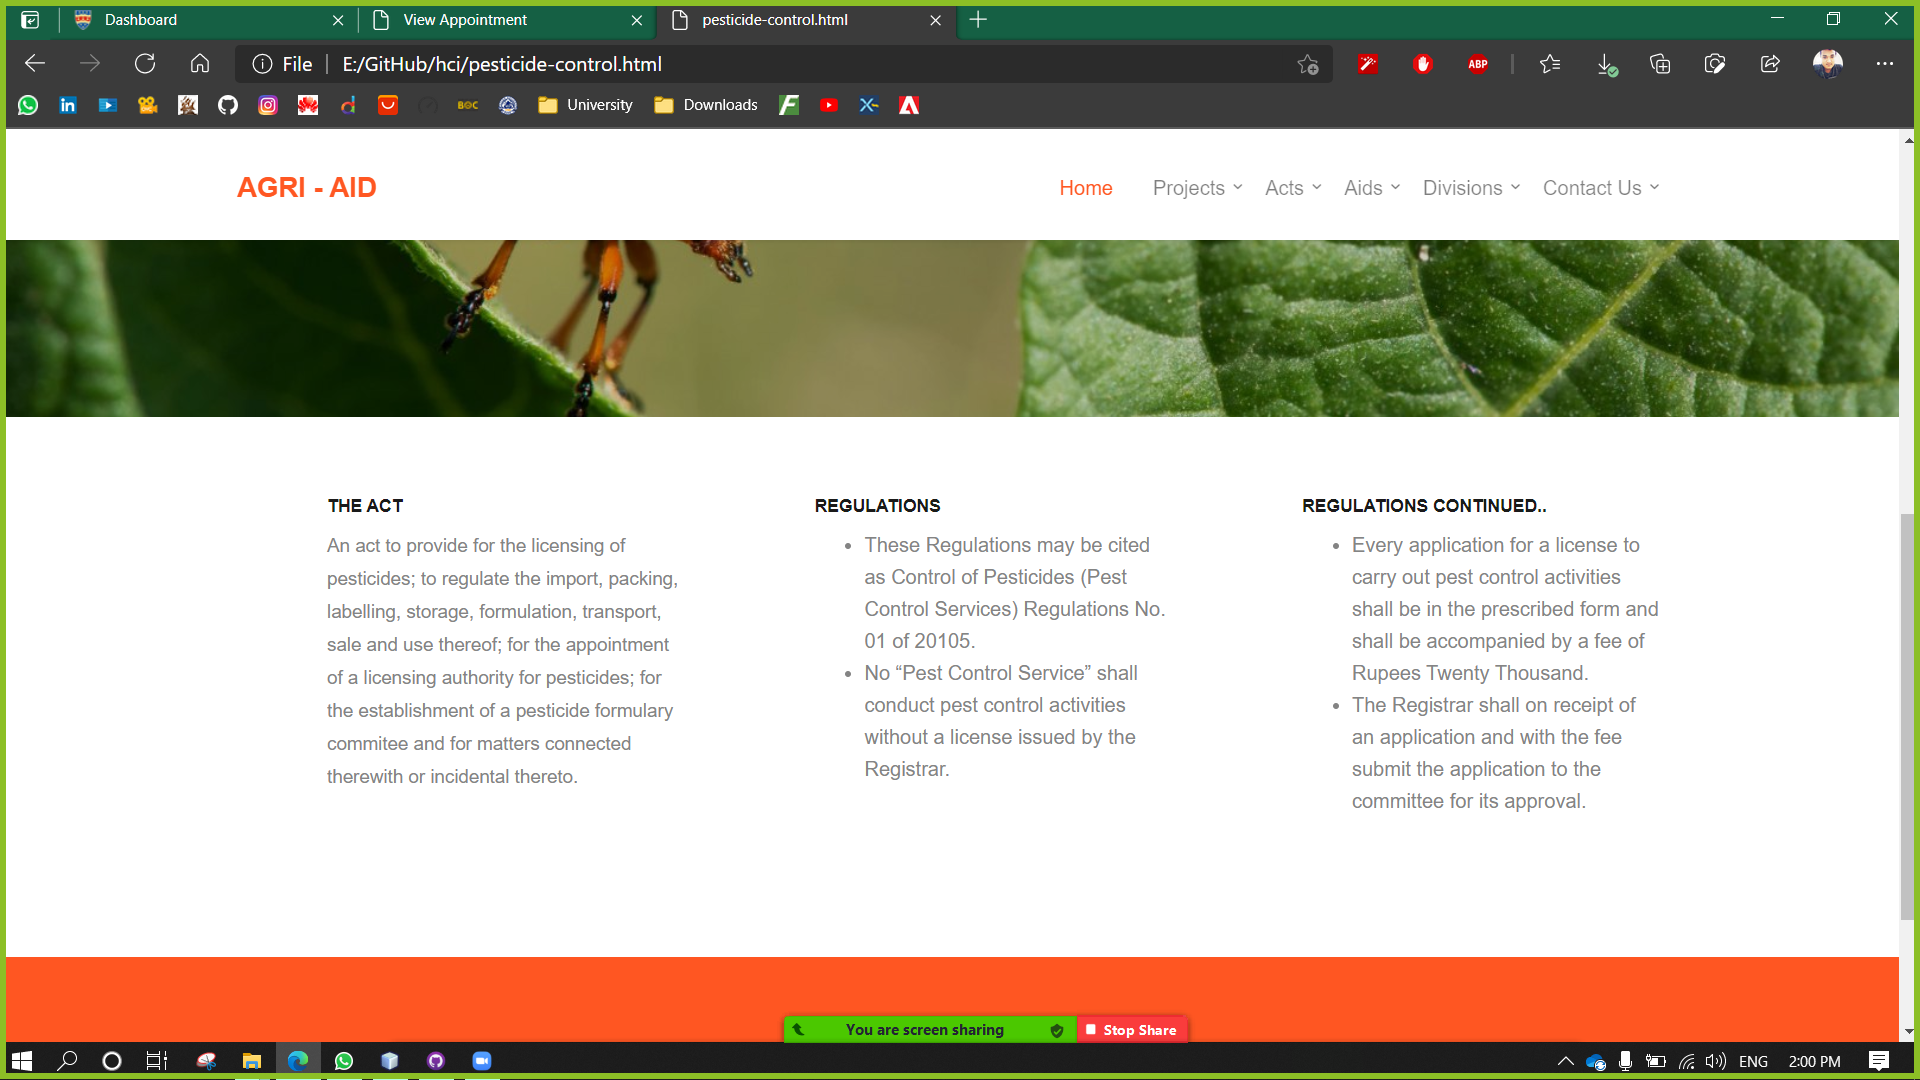 Dashboard
View Appointment
pesticide-control.html
File
E:/GitHub/hci/pesticide-control.html
ABP
BOC
University
Downloads
AGRI - AID
Home
Projects
Acts
Aids
Divisions
Contact Us
THE ACT
An act to provide for the licensing of
pesticides; to regulate the import, packing,
labelling, storage, formulation, transport,
sale and use thereof; for the appointment
of a licensing authority for pesticides; for
the establishment of a pesticide formulary
commitee and for matters connected
therewith or incidental thereto.
REGULATIONS
• These Regulations may be cited
as Control of Pesticides (Pest
Control Services) Regulations No.
01 of 20105.
• No “Pest Control Service” shall
conduct pest control activities
without a license issued by the
Registrar.
REGULATIONS CONTINUED..
• Every application for a license to
carry out pest control activities
shall be in the prescribed form and
shall be accompanied by a fee of
Rupees Twenty Thousand.
• The Registrar shall on receipt of
an application and with the fee
submit the application to the
committee for its approval.
You are screen sharing
Stop Share
ENG
2:00 PM